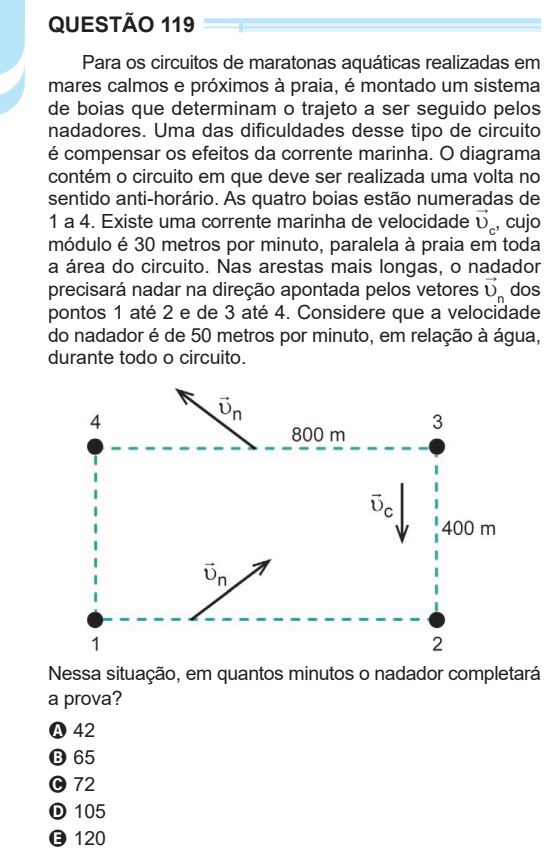 QUESTÃO 119
Para os circuitos de maratonas aquáticas realizadas em
mares calmos e próximos à praia, é montado um sistema
de boias que determinam o trajeto a ser seguido pelos
nadadores. Uma das dificuldades desse tipo de circuito
é compensar os efeitos da corrente marinha. O diagrama
contém o circuito em que deve ser realizada uma volta no
sentido anti-horário. As quatro boias estão numeradas de
1 a 4. Existe uma corrente marinha de velocidade υ⃗c, cujo
módulo é 30 metros por minuto, paralela à praia em toda
a área do circuito. Nas arestas mais longas, o nadador
precisará nadar na direção apontada pelos vetores υ⃗n dos
pontos 1 até 2 e de 3 até 4. Considere que a velocidade
do nadador é de 50 metros por minuto, em relação à água,
durante todo o circuito.
υ⃗n
4
800 m
3
υ⃗c
400 m
υ⃗n
1
2
Nessa situação, em quantos minutos o nadador completará
a prova?
A 42
B 65
C 72
D 105
E 120